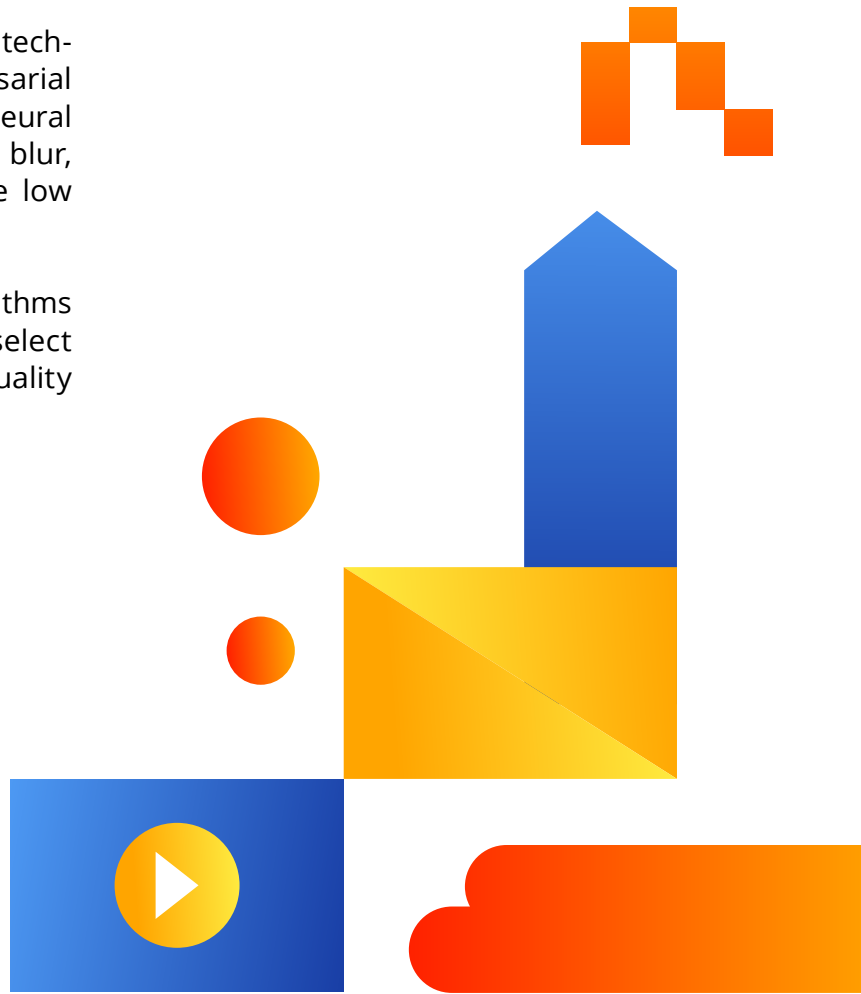 tech-
sarial
eural
blur,
e low
thms
select
uality